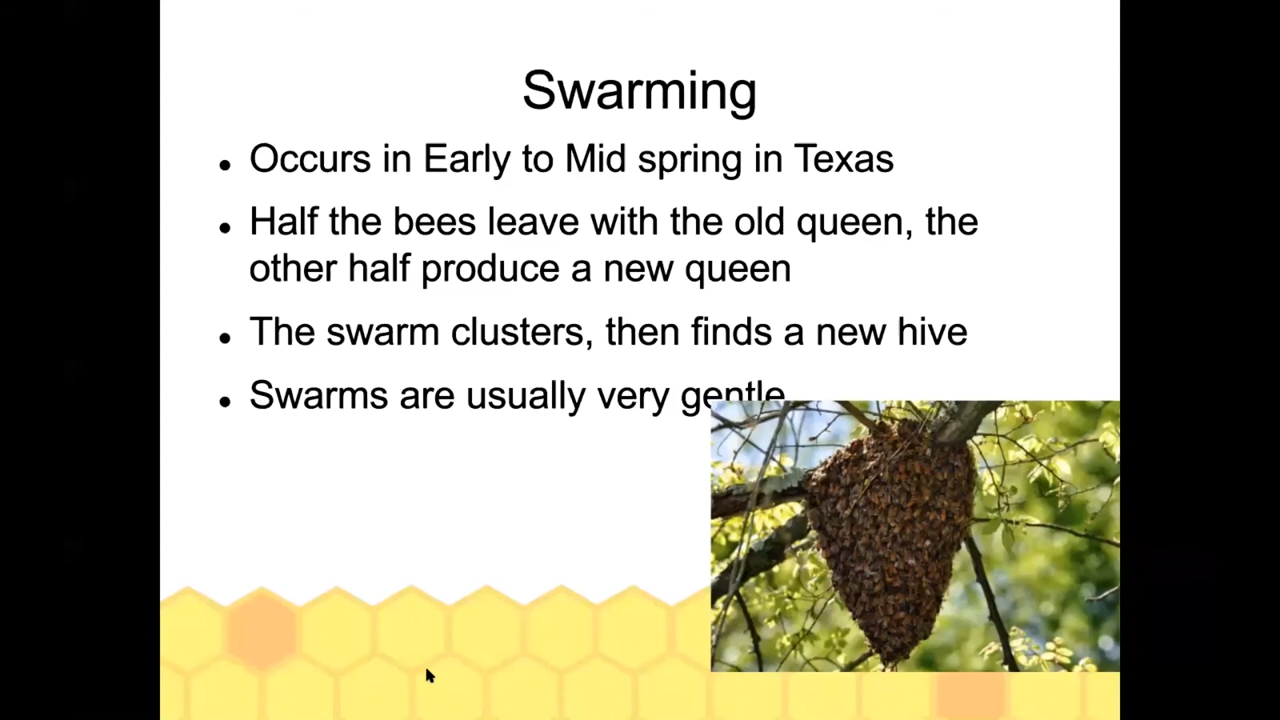 Swarming
Occurs in Early to Mid spring in Texas
Half the bees leave with the old queen, the
other half produce a new queen
The swarm clusters, then finds a new hive
Swarms are usually very gentle